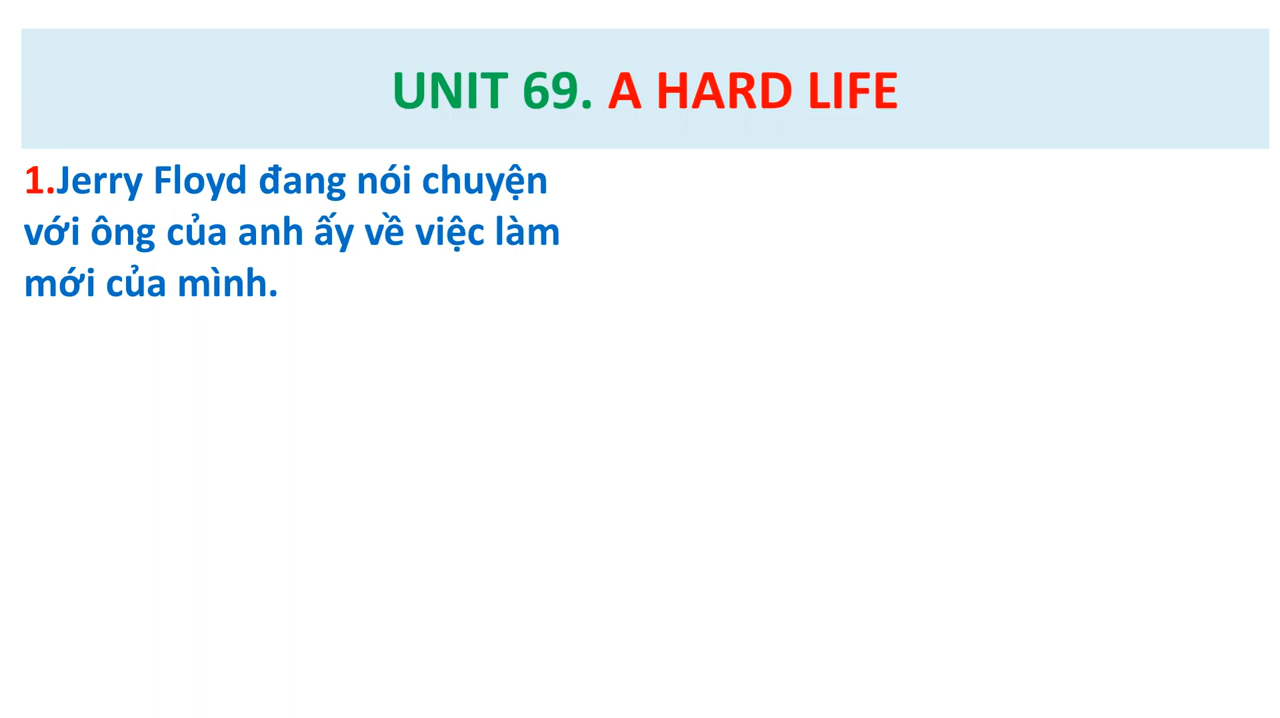 UNIT 69. A HARD LIFE
1.Jerry Floyd đang nói chuyện
với ông của anh ấy về việc làm
mới của mình.